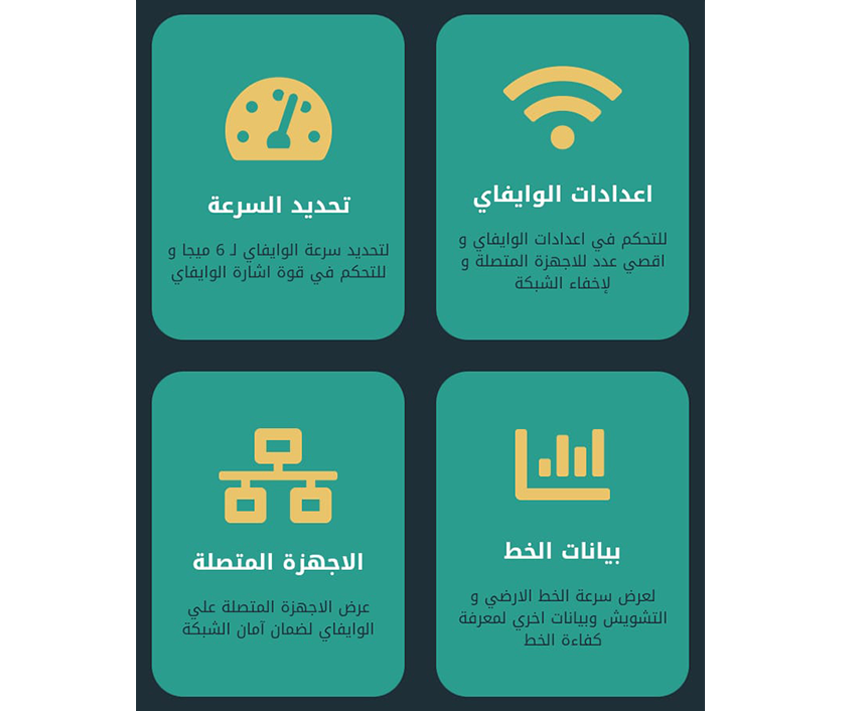 اعدادات الوايفاي
للتحكم في اعدادات الوايفاي و
اقصي عدد للاجهزة المتصلة و
لإخفاء الشبكة
تحديد السرعة
لتحديد سرعة الوايفاي لـ 6 ميجا و
للتحكم في قوة اشارة الوايفاي
بيانات الخط
لعرض سرعة الخط الارضي و
التشويش وبيانات اخري لمعرفة
كفاءة الخط
الاجهزة المتصلة
عرض الاجهزة المتصلة علي
الوايفاي لضمان آمان الشبكة